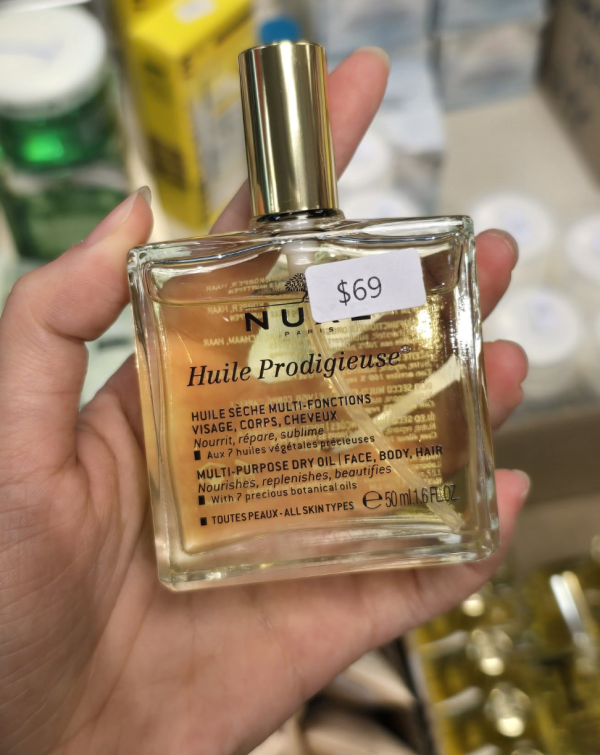 $69
NU
PARIS
Huile Prodigieuse
HUILE SÈCHE MULTI-FONCTIONS
VISAGE, CORPS, CHEVEUX
Nourrit, répare, sublime
Aux 7 huiles végétales précieuses
MULTI-PURPOSE DRY OIL | FACE, BODY, HAIR
Nourishes, replenishes, beautifies
With 7 precious botanical oils
TOUTES PEAUX - ALL SKIN TYPES
℮ 50 ml 1.6 FL.OZ.